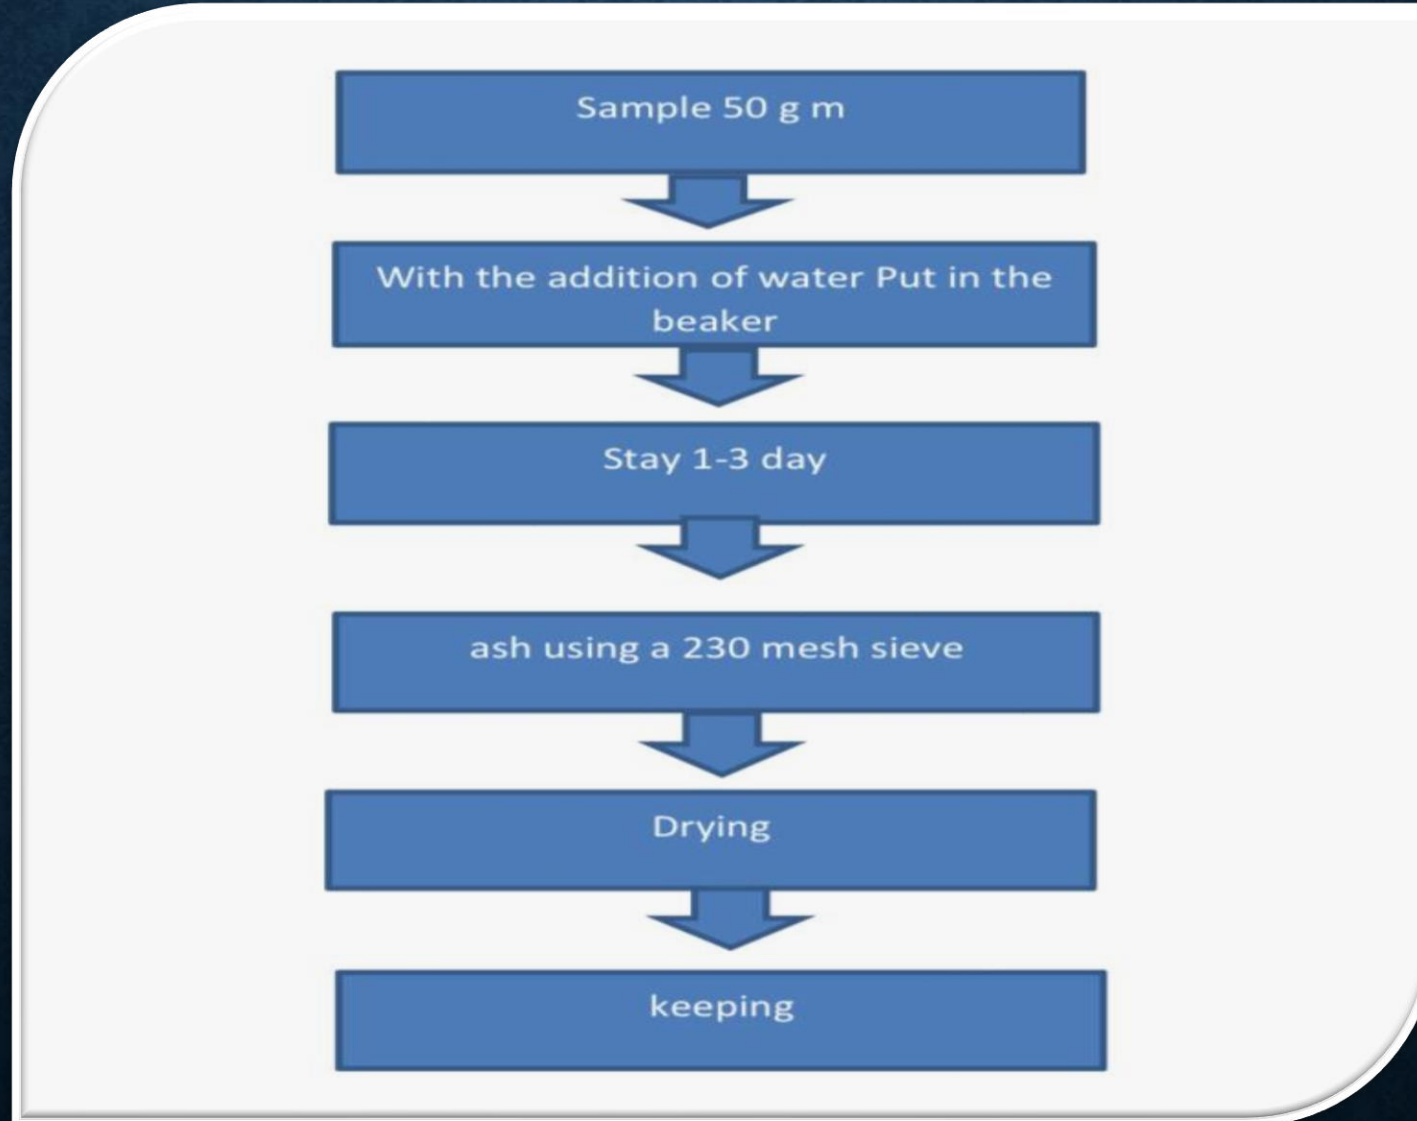 Sample 50 g m
With the addition of water Put in the
beaker
Stay 1-3 day
ash using a 230 mesh sieve
Drying
keeping